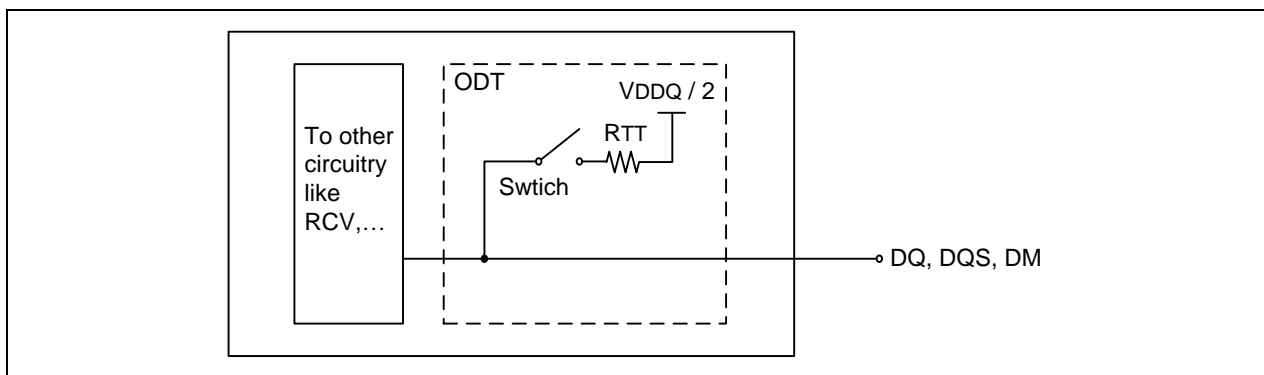 ODT
VDDQ / 2
RTT
Swtich
To other
circuitry
like
RCV,…
DQ, DQS, DM